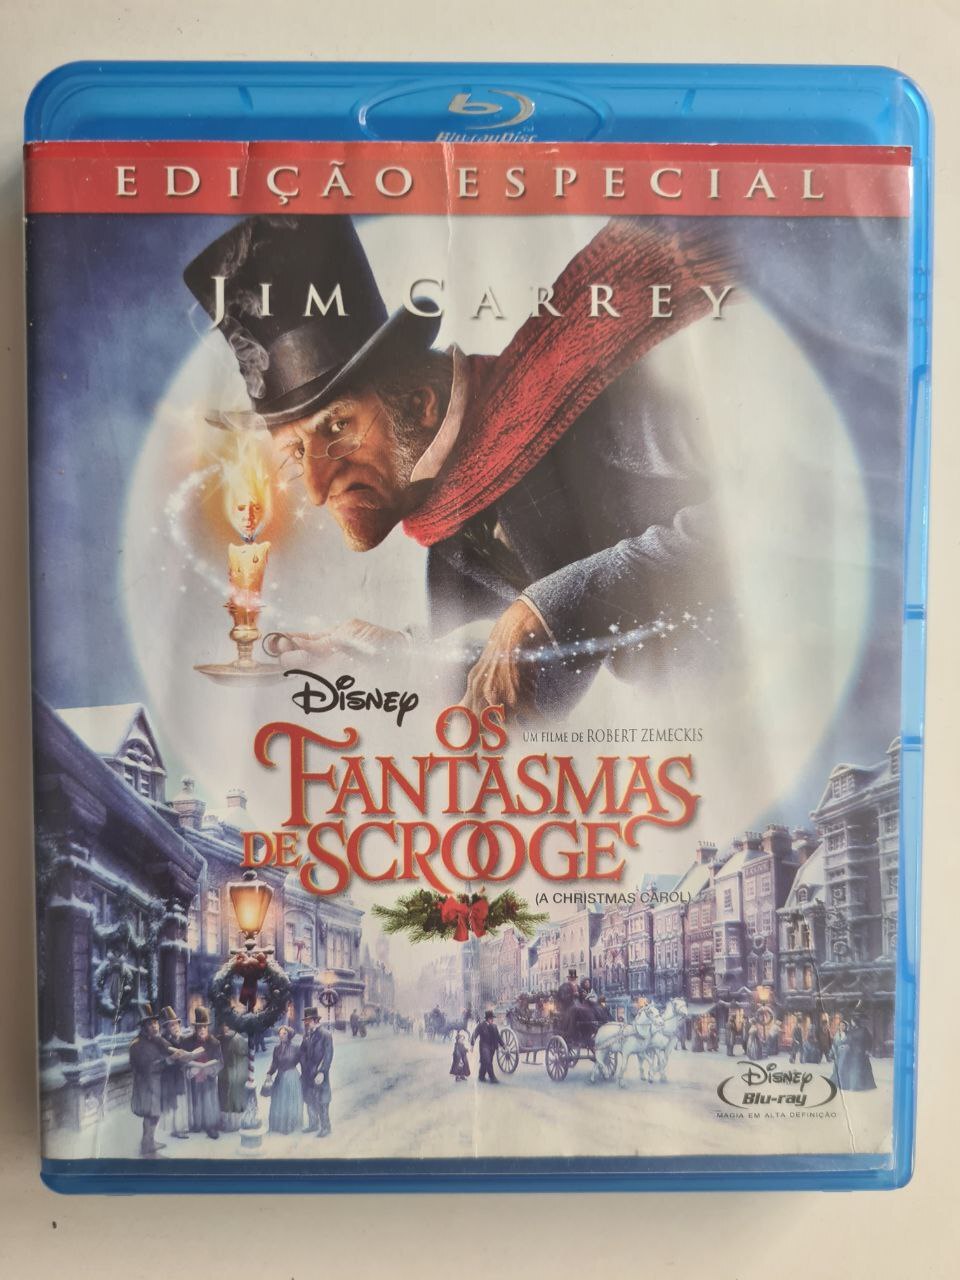 Blu-ray Disc
EDIÇÃO ESPECIAL
JIM CARREY
DISNEY
UM FILME DE ROBERT ZEMECKIS
OS
FANTASMAS
DE SCROOGE
(A CHRISTMAS CAROL)
DISNEY
Blu-ray
MAGIA EM ALTA DEFINIÇÃO